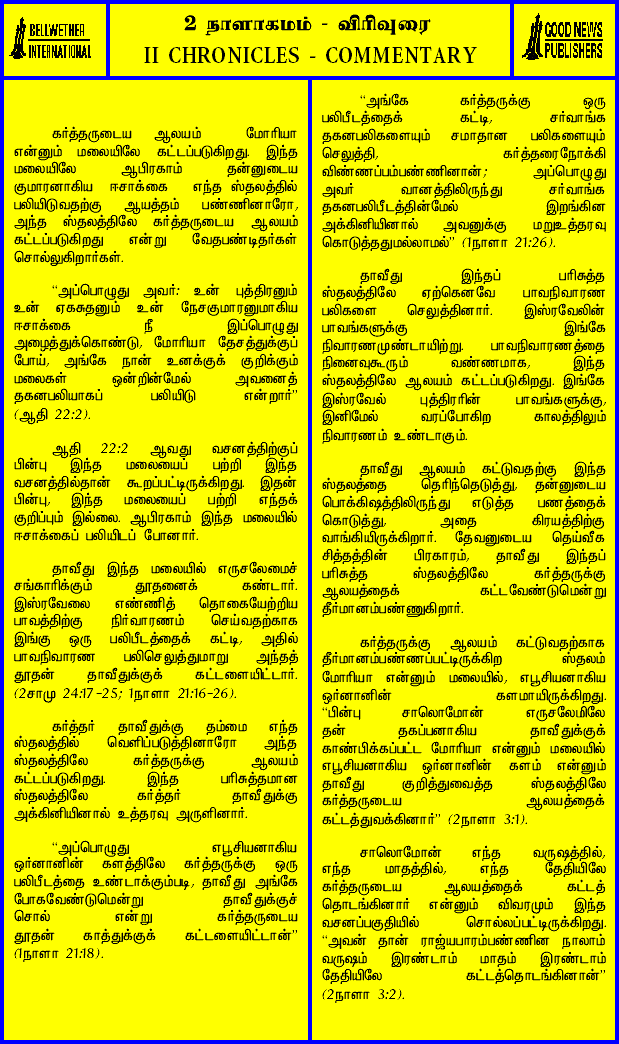 BELLWETHER
INTERNATIONAL
2 நாளாகமம் - விரிவுரை
II CHRONICLES - COMMENTARY
GOOD NEWS
PUBLISHERS
கர்த்தருடைய ஆலயம் மோரியா
என்னும் மலையிலே கட்டப்படுகிறது. இந்த
மலையிலே ஆபிரகாம் தன்னுடைய
குமாரனாகிய ஈசாக்கை எந்த ஸ்தலத்தில்
பலியிடுவதற்கு ஆயத்தம் பண்ணினாரோ,
அந்த ஸ்தலத்திலே கர்த்தருடைய ஆலயம்
கட்டப்படுகிறது என்று வேதபண்டிதர்கள்
சொல்லுகிறார்கள்.
“அப்பொழுது அவர்: உன் புத்திரனும்
உன் ஏகசுதனும் உன் நேசகுமாரனுமாகிய
ஈசாக்கை நீ இப்பொழுது
அழைத்துக்கொண்டு, மோரியா தேசத்துக்குப்
போய், அங்கே நான் உனக்குக் குறிக்கும்
மலைகள் ஒன்றின்மேல் அவனைத்
தகனபலியாகப் பலியிடு என்றார்”
(ஆதி 22:2).
ஆதி 22:2 ஆவது வசனத்திற்குப்
பின்பு இந்த மலையைப் பற்றி இந்த
வசனத்தில்தான் கூறப்பட்டிருக்கிறது. இதன்
பின்பு, இந்த மலையைப் பற்றி எந்தக்
குறிப்பும் இல்லை. ஆபிரகாம் இந்த மலையில்
ஈசாக்கைப் பலியிடப் போனார்.
தாவீது இந்த மலையில் எருசலேமைச்
சங்காரிக்கும் தூதனைக் கண்டார்.
இஸ்ரவேலை எண்ணித் தொகையேற்றிய
பாவத்திற்கு நிர்வாரணம் செய்வதற்காக
இங்கு ஒரு பலிபீடத்தைக் கட்டி, அதில்
பாவநிவாரண பலிசெலுத்துமாறு அந்தத்
தூதன் தாவீதுக்குக் கட்டளையிட்டார்.
(2சாமு 24:17-25; 1நாளா 21:16-26).
கர்த்தர் தாவீதுக்கு தம்மை எந்த
ஸ்தலத்தில் வெளிப்படுத்தினாரோ அந்த
ஸ்தலத்திலே கர்த்தருக்கு ஆலயம்
கட்டப்படுகிறது. இந்த பரிசுத்தமான
ஸ்தலத்திலே கர்த்தர் தாவீதுக்கு
அக்கினியினால் உத்தரவு அருளினார்.
“அப்பொழுது எபூசியனாகிய
ஒர்னானின் களத்திலே கர்த்தருக்கு ஒரு
பலிபீடத்தை உண்டாக்கும்படி, தாவீது அங்கே
போகவேண்டுமென்று தாவீதுக்குச்
சொல் என்று கர்த்தருடைய
தூதன் காத்துக்குக் கட்டளையிட்டான்”
(1நாளா 21:18).
“அங்கே கர்த்தருக்கு ஒரு
பலிபீடத்தைக் கட்டி, சர்வாங்க
தகனபலிகளையும் சமாதான பலிகளையும்
செலுத்தி, கர்த்தரைநோக்கி
விண்ணப்பம்பண்ணினான்; அப்பொழுது
அவர் வானத்திலிருந்து சர்வாங்க
தகனபலிபீடத்தின்மேல் இறங்கின
அக்கினியினால் அவனுக்கு மறுஉத்தரவு
கொடுத்ததுமல்லாமல்” (1நாளா 21:26).
தாவீது இந்தப் பரிசுத்த
ஸ்தலத்திலே ஏற்கெனவே பாவநிவாரண
பலிகளை செலுத்தினார். இஸ்ரவேலின்
பாவங்களுக்கு இங்கே
நிவாரணமுண்டாயிற்று. பாவநிவாரணத்தை
நினைவுகூரும் வண்ணமாக, இந்த
ஸ்தலத்திலே ஆலயம் கட்டப்படுகிறது. இங்கே
இஸ்ரவேல் புத்திரரின் பாவங்களுக்கு,
இனிமேல் வரப்போகிற காலத்திலும்
நிவாரணம் உண்டாகும்.
தாவீது ஆலயம் கட்டுவதற்கு இந்த
ஸ்தலத்தை தெரிந்தெடுத்து, தன்னுடைய
பொக்கிஷத்திலிருந்து எடுத்த பணத்தைக்
கொடுத்து, அதை கிரயத்திற்கு
வாங்கியிருக்கிறார். தேவனுடைய தெய்வீக
சித்தத்தின் பிரகாரம், தாவீது இந்தப்
பரிசுத்த ஸ்தலத்திலே கர்த்தருக்கு
ஆலயத்தைக் கட்டவேண்டுமென்று
தீர்மானம்பண்ணுகிறார்.
கர்த்தருக்கு ஆலயம் கட்டுவதற்காக
தீர்மானம்பண்ணப்பட்டிருக்கிற ஸ்தலம்
மோரியா என்னும் மலையில், எபூசியனாகிய
ஒர்னானின் களமாயிருக்கிறது.
“பின்பு சாலொமோன் எருசலேமிலே
தன் தகப்பனாகிய தாவீதுக்குக்
காண்பிக்கப்பட்ட மோரியா என்னும் மலையில்
எபூசியனாகிய ஒர்னானின் களம் என்னும்
தாவீது குறித்துவைத்த ஸ்தலத்திலே
கர்த்தருடைய ஆலயத்தைக்
கட்டத்துவக்கினார்” (2நாளா 3:1).
சாலொமோன் எந்த வருஷத்தில்,
எந்த மாதத்தில், எந்த தேதியிலே
கர்த்தருடைய ஆலயத்தைக் கட்டத்
தொடங்கினார் என்னும் விவரமும் இந்த
வசனப்பகுதியில் சொல்லப்பட்டிருக்கிறது.
“அவன் தான் ராஜ்யபாரம்பண்ணின நாலாம்
வருஷம் இரண்டாம் மாதம் இரண்டாம்
தேதியிலே கட்டத்தொடங்கினான்”
(2நாளா 3:2).